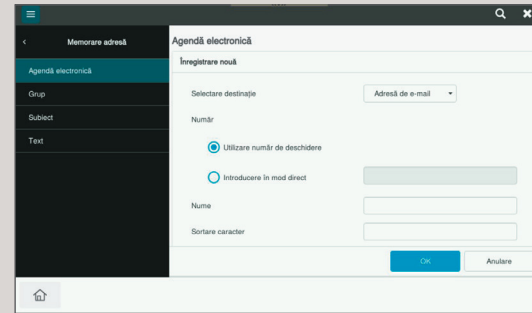 Memorare adresă
Agendă electronică
Grup
Subiect
Text
Agendă electronică
Înregistrare nouă
Selectare destinație
Adresă de e-mail
Număr
Utilizare număr de deschidere
Introducere în mod direct
Nume
Sortare caracter
OK
Anulare